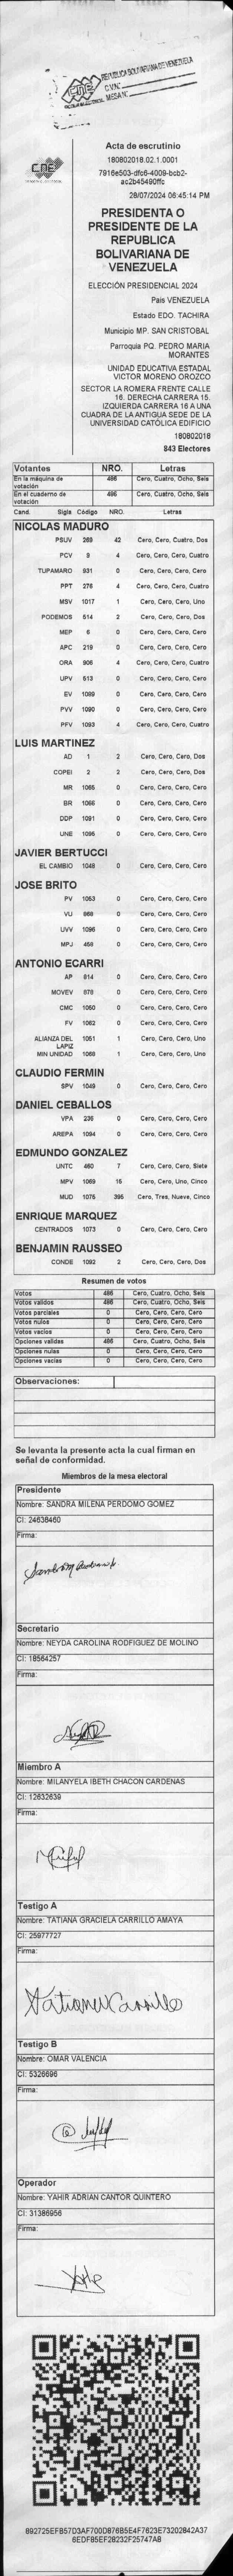 REPUBLICA BOLIVARIANA DE VENEZUELA
cne
MESA N°
cne
Acta de escrutinio
180802018.02.1.0001
7916e503-dfc6-4009-bcb2-
ac2b45490ffc
28/07/2024 06:45:14 PM
PRESIDENTA O
PRESIDENTE DE LA
REPUBLICA
BOLIVARIANA DE
VENEZUELA
ELECCIÓN PRESIDENCIAL 2024
Pais VENEZUELA
Estado EDO. TACHIRA
Municipio MP. SAN CRISTOBAL
Parroquia PQ. PEDRO MARIA
MORANTES
UNIDAD EDUCATIVA ESTADAL
VICTOR MORENO OROZCO
SECTOR LA ROMERA FRENTE CALLE
16. DERECHA CARRERA 15.
IZQUIERDA CARRERA 16 A UNA
CUADRA DE LA ANTIGUA SEDE DE LA
UNIVERSIDAD CATÓLICA EDIFICIO
180802018
843 Electores
Votantes NRO. Letras
En la máquina de votación 486 Cero, Cuatro, Ocho, Seis
En el cuaderno de votación 486 Cero, Cuatro, Ocho, Seis
Cand. Sigla Código NRO. Letras
NICOLAS MADURO
PSUV 269 42 Cero, Cero, Cuatro, Dos
PCV 9 4 Cero, Cero, Cero, Cuatro
TUPAMARO 931 0 Cero, Cero, Cero, Cero
PPT 276 4 Cero, Cero, Cero, Cuatro
MSV 1017 1 Cero, Cero, Cero, Uno
PODEMOS 514 2 Cero, Cero, Cero, Dos
MEP 6 0 Cero, Cero, Cero, Cero
APC 219 0 Cero, Cero, Cero, Cero
ORA 906 4 Cero, Cero, Cero, Cuatro
UPV 513 0 Cero, Cero, Cero, Cero
EV 1089 0 Cero, Cero, Cero, Cero
PVV 1090 0 Cero, Cero, Cero, Cero
PFV 1093 4 Cero, Cero, Cero, Cuatro
LUIS MARTINEZ
AD 1 2 Cero, Cero, Cero, Dos
COPEI 2 2 Cero, Cero, Cero, Dos
MR 1065 0 Cero, Cero, Cero, Cero
BR 1066 0 Cero, Cero, Cero, Cero
DDP 1091 0 Cero, Cero, Cero, Cero
UNE 1095 0 Cero, Cero, Cero, Cero
JAVIER BERTUCCI
EL CAMBIO 1048 0 Cero, Cero, Cero, Cero
JOSE BRITO
PV 1053 0 Cero, Cero, Cero, Cero
VU 868 0 Cero, Cero, Cero, Cero
UVV 1096 0 Cero, Cero, Cero, Cero
MPJ 458 0 Cero, Cero, Cero, Cero
ANTONIO ECARRI
AP 814 0 Cero, Cero, Cero, Cero
MOVEV 878 0 Cero, Cero, Cero, Cero
CMC 1050 0 Cero, Cero, Cero, Cero
FV 1062 0 Cero, Cero, Cero, Cero
ALIANZA DEL LAPIZ 1051 1 Cero, Cero, Cero, Uno
MIN UNIDAD 1068 1 Cero, Cero, Cero, Uno
CLAUDIO FERMIN
SPV 1049 0 Cero, Cero, Cero, Cero
DANIEL CEBALLOS
VPA 236 0 Cero, Cero, Cero, Cero
AREPA 1094 0 Cero, Cero, Cero, Cero
EDMUNDO GONZALEZ
UNTC 460 7 Cero, Cero, Cero, Siete
MPV 1069 15 Cero, Cero, Uno, Cinco
MUD 1075 395 Cero, Tres, Nueve, Cinco
ENRIQUE MARQUEZ
CENTRADOS 1073 0 Cero, Cero, Cero, Cero
BENJAMIN RAUSSEO
CONDE 1092 2 Cero, Cero, Cero, Dos
Resumen de votos
Votos 486 Cero, Cuatro, Ocho, Seis
Votos validos 486 Cero, Cuatro, Ocho, Seis
Votos parciales 0 Cero, Cero, Cero, Cero
Votos nulos 0 Cero, Cero, Cero, Cero
Votos vacios 0 Cero, Cero, Cero, Cero
Opciones validas 486 Cero, Cuatro, Ocho, Seis
Opciones nulas 0 Cero, Cero, Cero, Cero
Opciones vacias 0 Cero, Cero, Cero, Cero
Observaciones:
Se levanta la presente acta la cual firman en
señal de conformidad.
Miembros de la mesa electoral
Presidente
Nombre: SANDRA MILENA PERDOMO GOMEZ
CI: 24638460
Firma:
Secretario
Nombre: NEYDA CAROLINA RODFIGUEZ DE MOLINO
CI: 18564257
Firma:
Miembro A
Nombre: MILANYELA IBETH CHACON CARDENAS
CI: 12632639
Firma:
Testigo A
Nombre: TATIANA GRACIELA CARRILLO AMAYA
CI: 25977727
Firma:
Tatiana Carrillo
Testigo B
Nombre: OMAR VALENCIA
CI: 5326696
Firma:
Operador
Nombre: YAHIR ADRIAN CANTOR QUINTERO
CI: 31386956
Firma:
892725EFB57D3AF700D876B5E4F7623E73202842A37
6EDF85EF28232F25747A8